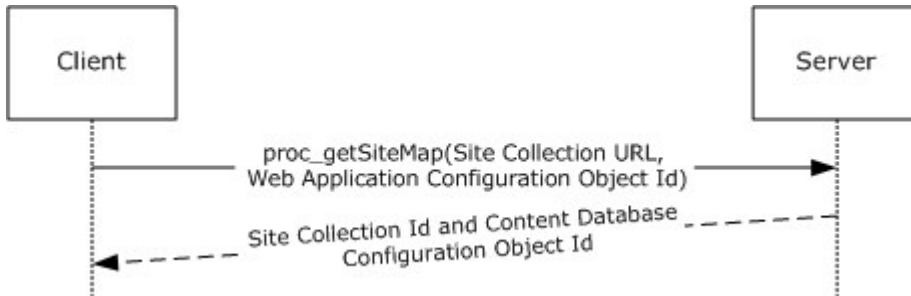 Client
Server
proc_getSiteMap(Site Collection URL,
Web Application Configuration Object Id)
Site Collection Id and Content Database
Configuration Object Id